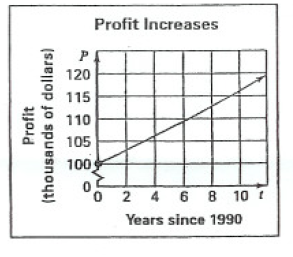 Profit Increases
P
120
115
110
105
100
0
Profit
(thousands of dollars)
0 2 4 6 8 10 t
Years since 1990